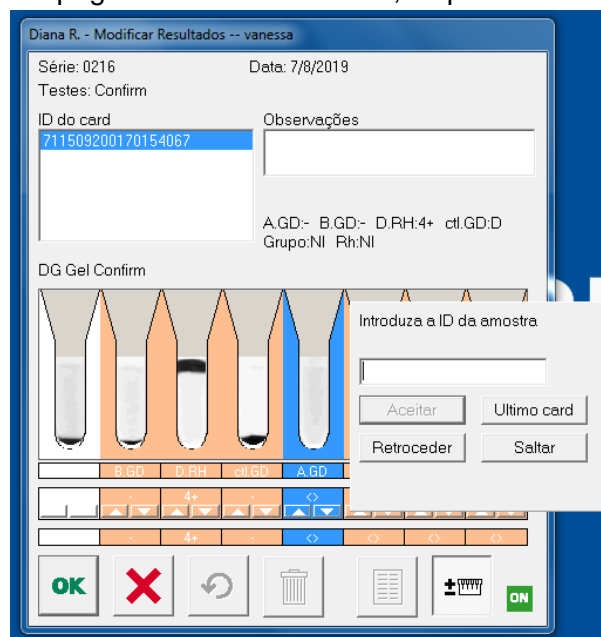 Diana R. - Modificar Resultados -- vanessa
Série: 0216 Data: 7/8/2019
Testes: Confirm
ID do card Observações
711509200170154067
A.GD:- B.GD:- D.RH:4+ ctl.GD:D
Grupo:NI Rh:NI
DG Gel Confirm
Introduza a ID da amostra
Aceitar Ultimo card
Retroceder Saltar
B.GD D.RH ctl.GD A.GD
- 4+ - <>
- 4+ - <> <> <> <>
OK ± ON